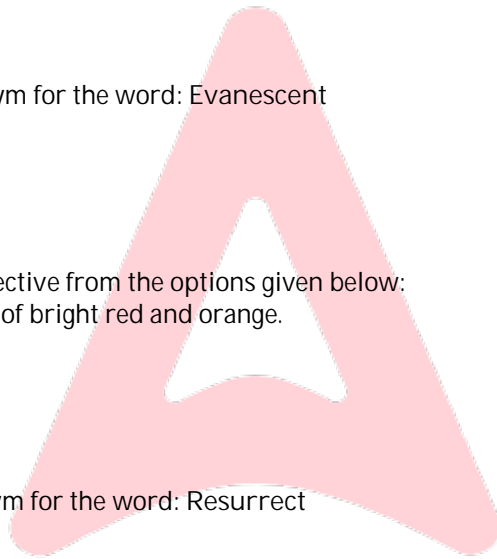 ym for the word: Evanescent
ective from the options given below:
of bright red and orange.
ym for the word: Resurrect